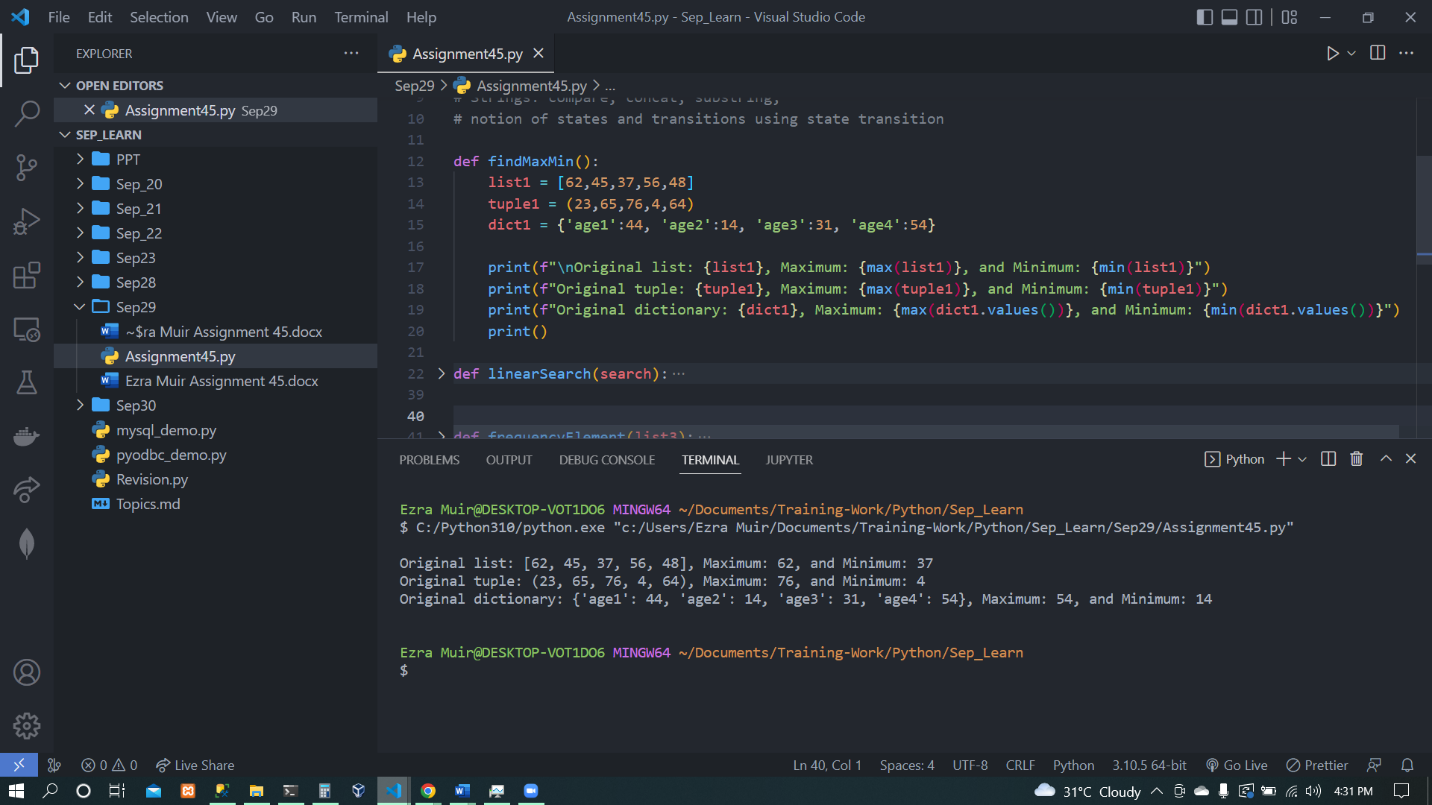 File Edit Selection View Go Run Terminal Help
Assignment45.py - Sep_Learn - Visual Studio Code
EXPLORER
OPEN EDITORS
Assignment45.py Sep29
SEP_LEARN
PPT
Sep_20
Sep_21
Sep_22
Sep23
Sep28
Sep29
~$ra Muir Assignment 45.docx
Assignment45.py
Ezra Muir Assignment 45.docx
Sep30
mysql_demo.py
pyodbc_demo.py
Revision.py
Topics.md
Assignment45.py
Sep29 > Assignment45.py > ...
9 # Strings: compare, concat, substring,
10 # notion of states and transitions using state transition
11
12 def findMaxMin():
13 list1 = [62,45,37,56,48]
14 tuple1 = (23,65,76,4,64)
15 dict1 = {'age1':44, 'age2':14, 'age3':31, 'age4':54}
16
17 print(f"\nOriginal list: {list1}, Maximum: {max(list1)}, and Minimum: {min(list1)}")
18 print(f"Original tuple: {tuple1}, Maximum: {max(tuple1)}, and Minimum: {min(tuple1)}")
19 print(f"Original dictionary: {dict1}, Maximum: {max(dict1.values())}, and Minimum: {min(dict1.values())}")
20 print()
21
22 def linearSearch(search): ...
39
40
41 def frequencyElement(list3): ...
PROBLEMS OUTPUT DEBUG CONSOLE TERMINAL JUPYTER
Python
Ezra Muir@DESKTOP-VOT1DO6 MINGW64 ~/Documents/Training-Work/Python/Sep_Learn
$ C:/Python310/python.exe "c:/Users/Ezra Muir/Documents/Training-Work/Python/Sep_Learn/Sep29/Assignment45.py"
Original list: [62, 45, 37, 56, 48], Maximum: 62, and Minimum: 37
Original tuple: (23, 65, 76, 4, 64), Maximum: 76, and Minimum: 4
Original dictionary: {'age1': 44, 'age2': 14, 'age3': 31, 'age4': 54}, Maximum: 54, and Minimum: 14
Ezra Muir@DESKTOP-VOT1DO6 MINGW64 ~/Documents/Training-Work/Python/Sep_Learn
$
0 0 Live Share
Ln 40, Col 1 Spaces: 4 UTF-8 CRLF Python 3.10.5 64-bit Go Live Prettier
31°C Cloudy 4:31 PM